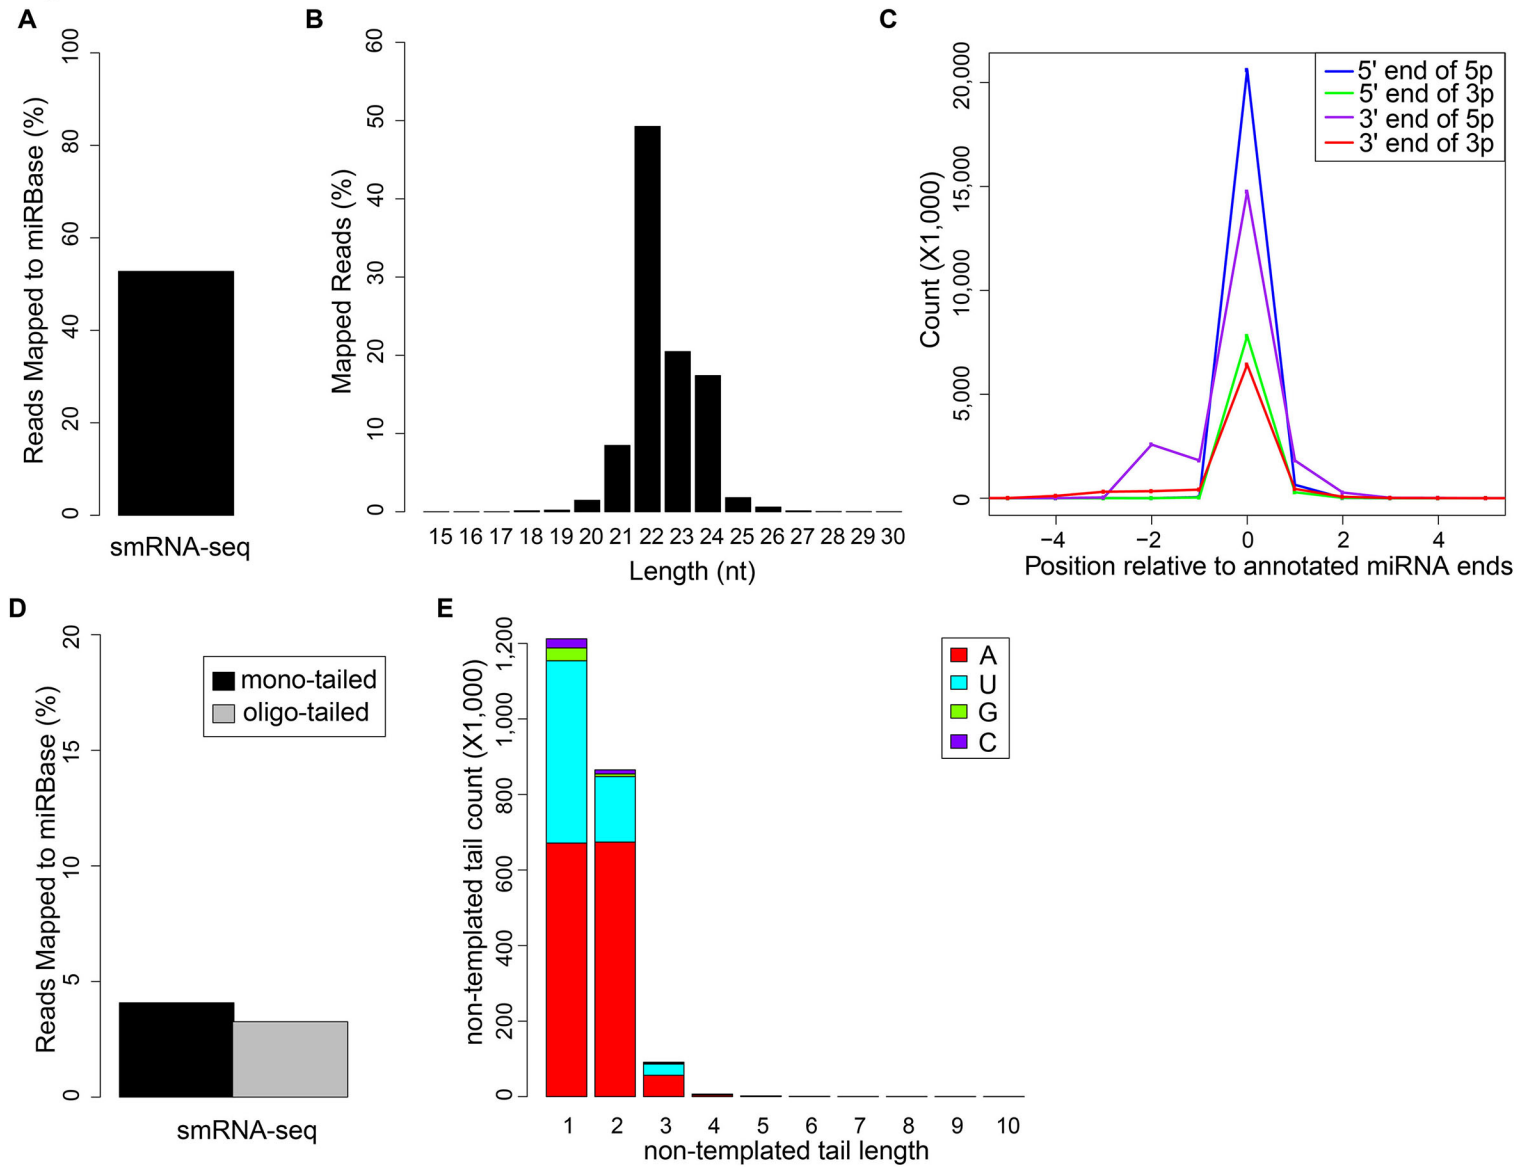 A
Reads Mapped to miRBase (%)
0
20
40
60
80
100
smRNA-seq
B
Mapped Reads (%)
0
10
20
30
40
50
60
15 16 17 18 19 20 21 22 23 24 25 26 27 28 29 30
Length (nt)
C
Count (X1,000)
0
5,000
10,000
15,000
20,000
5' end of 5p
5' end of 3p
3' end of 5p
3' end of 3p
−4 −2 0 2 4
Position relative to annotated miRNA ends
D
Reads Mapped to miRBase (%)
0
5
10
15
20
mono-tailed
oligo-tailed
smRNA-seq
E
non-templated tail count (X1,000)
0
200
400
600
800
1,000
1,200
A
U
G
C
1 2 3 4 5 6 7 8 9 10
non-templated tail length